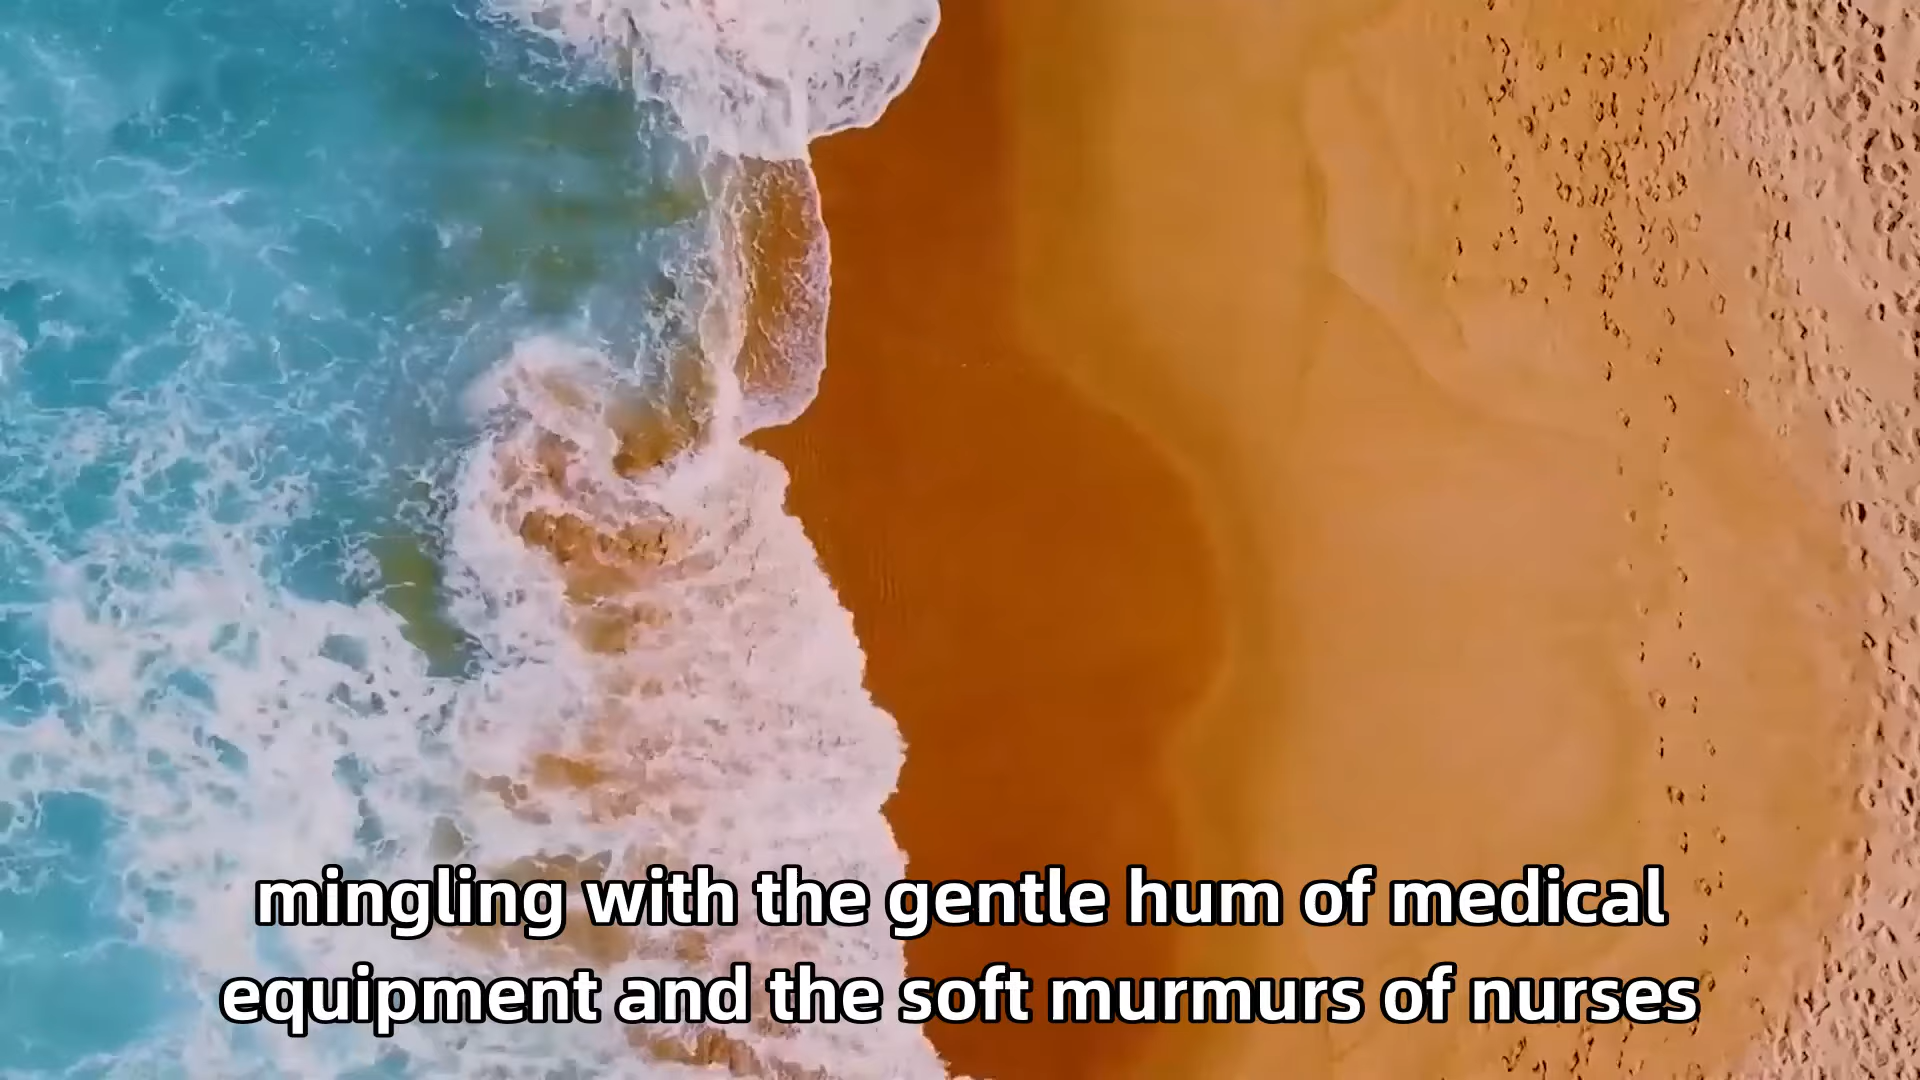 mingling with the gentle hum of medical
equipment and the soft murmurs of nurses